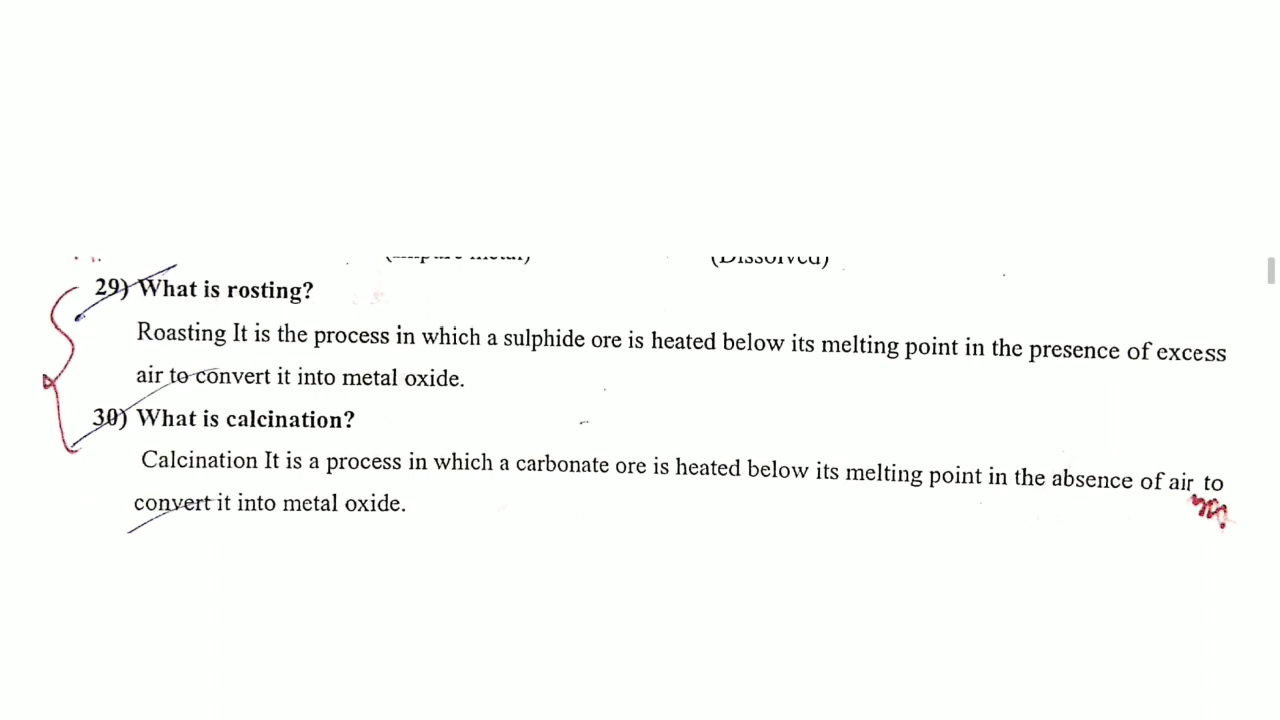 (Dissolved)
29) What is rosting?
Roasting It is the process in which a sulphide ore is heated below its melting point in the presence of excess
air to convert it into metal oxide.
30) What is calcination?
Calcination It is a process in which a carbonate ore is heated below its melting point in the absence of air to
convert it into metal oxide.